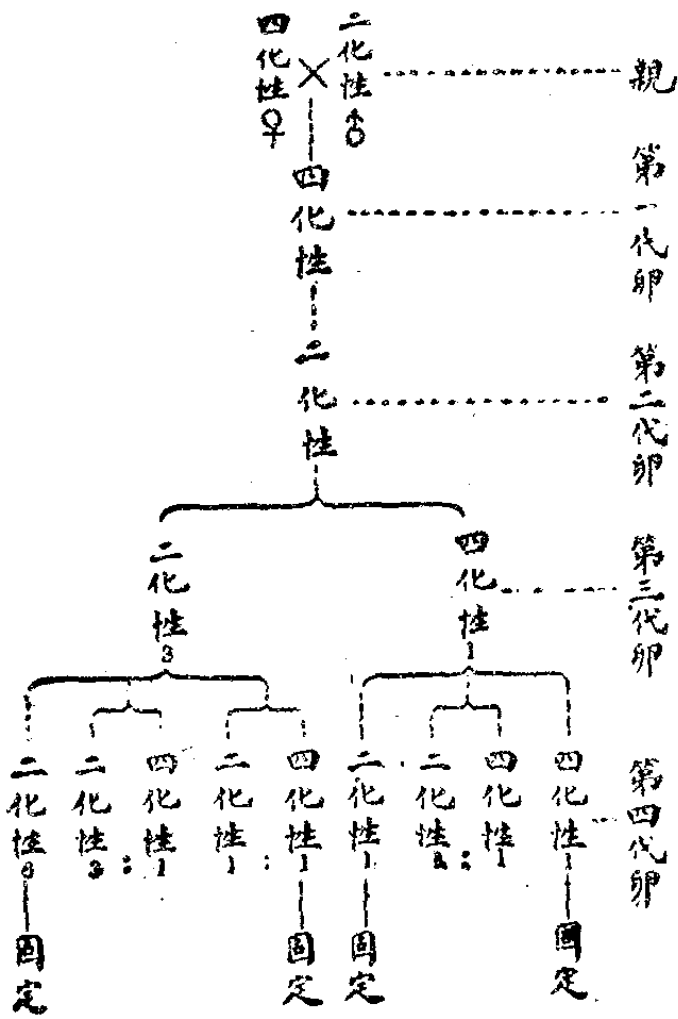 親
二化性♂
×
四化性♀
第一代卵
四化性
第二代卵
二化性
第三代卵
四化性1
二化性3
第四代卵
四化性1
四化性1:
二化性
二化性1
四化性1:
二化性1
四化性1:
二化性3
二化性
固定
固定
固定
固定